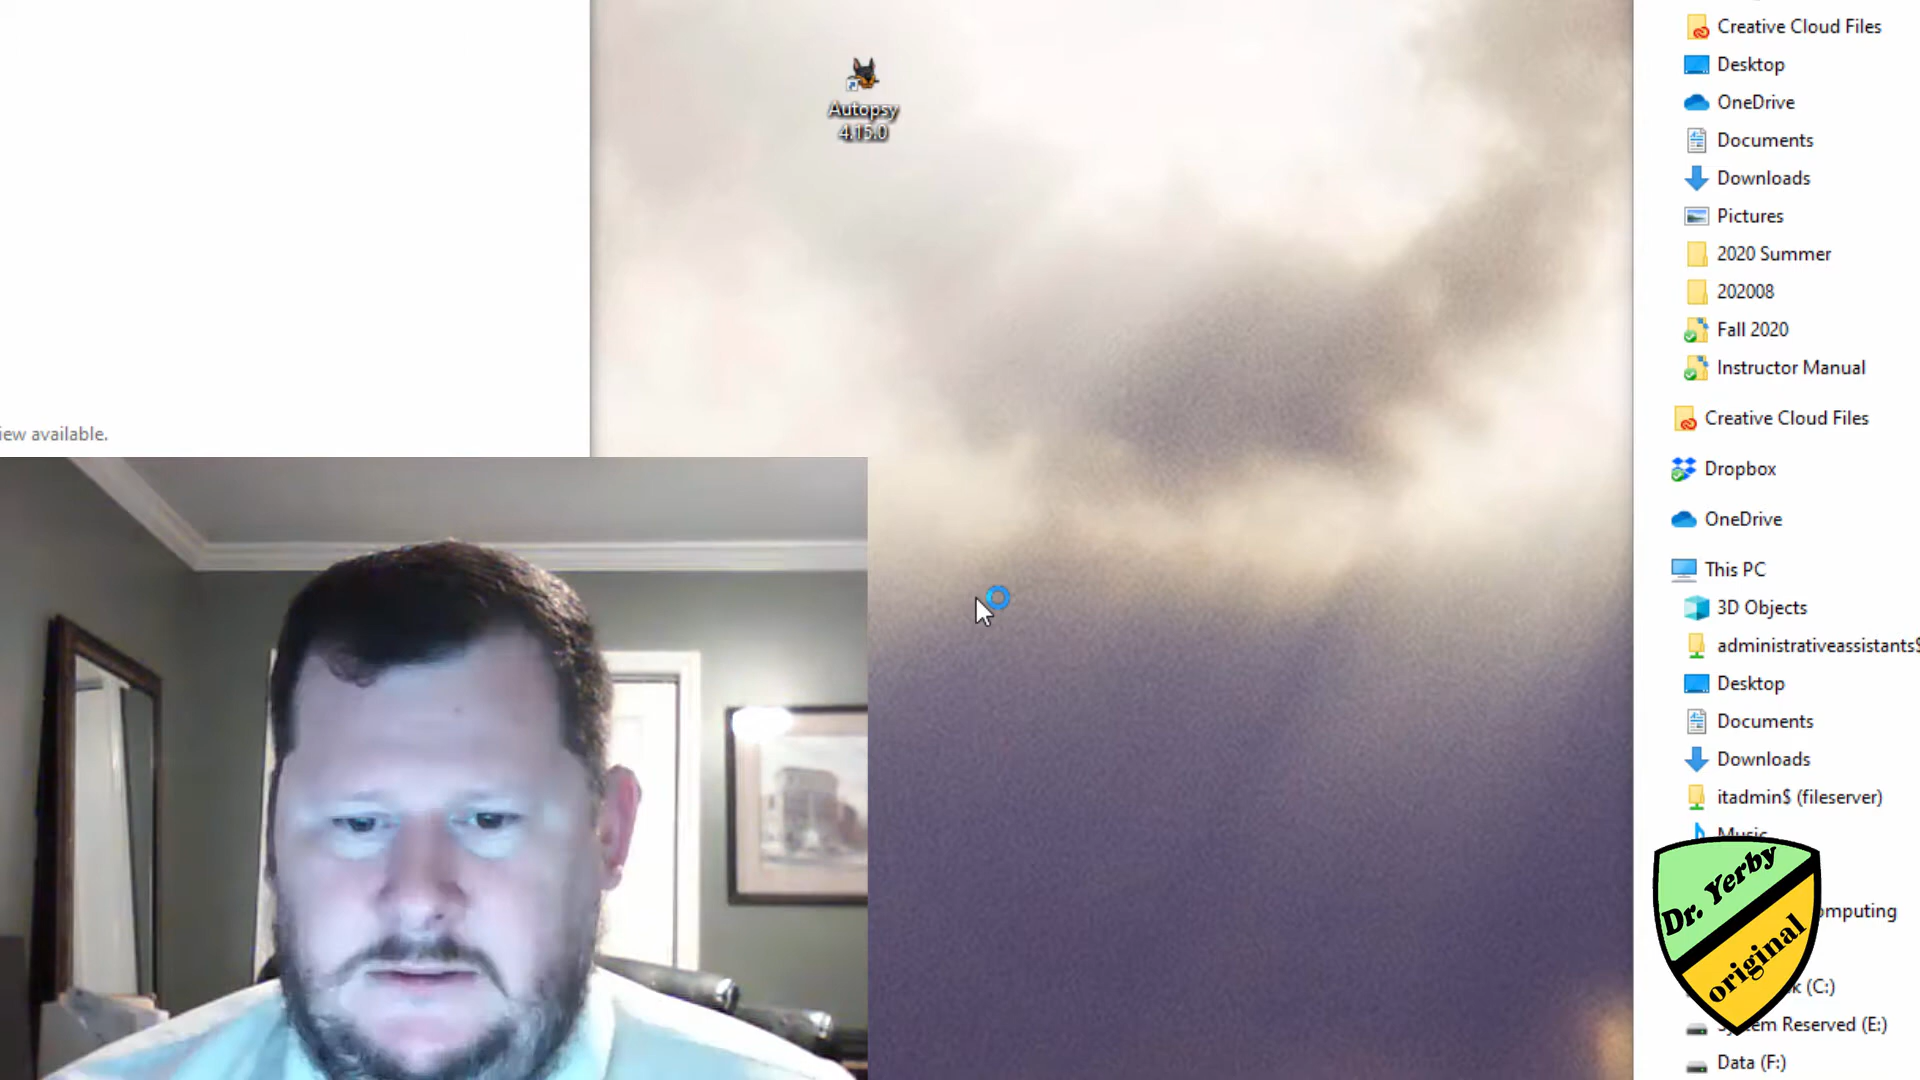 Autopsy
4.15.0
iew available.
Creative Cloud Files
Desktop
OneDrive
Documents
Downloads
Pictures
2020 Summer
202008
Fall 2020
Instructor Manual
Creative Cloud Files
Dropbox
OneDrive
This PC
3D Objects
administrativeassistants$
Desktop
Documents
Downloads
itadmin$ (fileserver)
Music
omputing
k (C:)
em Reserved (E:)
Data (F:)
Dr. Yerby
original